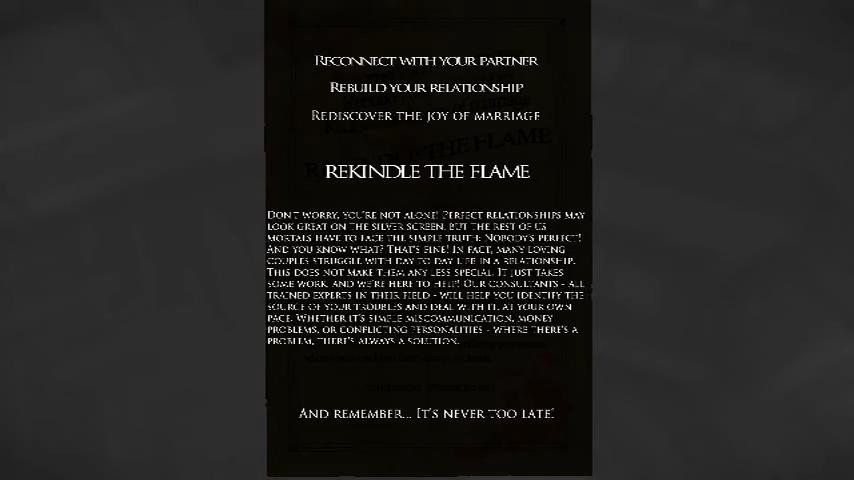 Reconnect with your partner
Rebuild your relationship
Rediscover the joy of marriage
REKINDLE THE FLAME
Don't worry, you're not alone! Perfect relationships may
look great on the silver screen, but the rest of us
mortals have to face the simple truth: Nobody's perfect!
And you know what? That's fine! In fact, many loving
couples struggle with day to day life in a relationship.
This does not make them any less special. It just takes
some work, and we're here to help! Our consultants - all
trained experts in their field - will help you identify the
source of your troubles and deal with it, at your own
pace. Whether it's simple miscommunication, money
problems, or conflicting personalities - where there's a
problem, there's always a solution.
And remember... It's never too late!